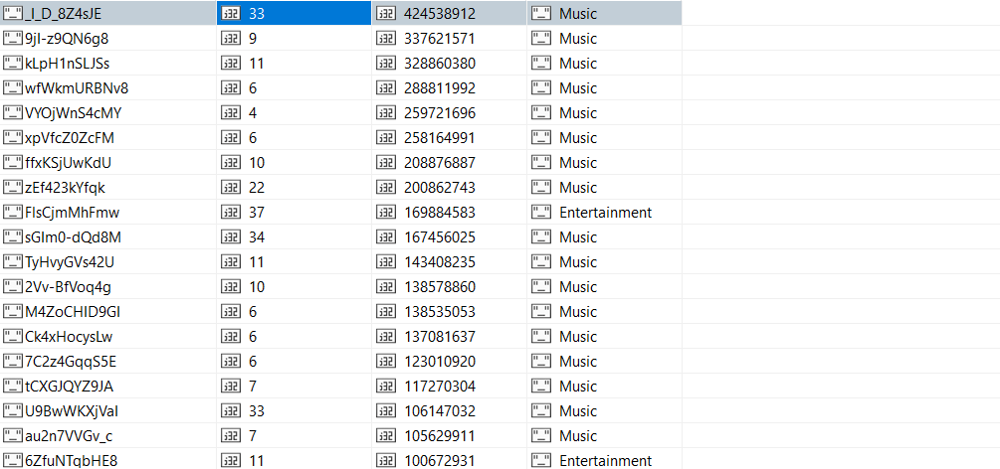 _I_D_8Z4sJE 33 424538912 Music
9jI-z9QN6g8 9 337621571 Music
kLpH1nSLJSs 11 328860380 Music
wfWkmURBNv8 6 288811992 Music
VYOjWnS4cMY 4 259721696 Music
xpVfcZ0ZcFM 6 258164991 Music
ffxKSjUwKdU 10 208876887 Music
zEf423kYfqk 22 200862743 Music
FlsCjmMhFmw 37 169884583 Entertainment
sGIm0-dQd8M 34 167456025 Music
TyHvyGVs42U 11 143408235 Music
2Vv-BfVoq4g 10 138578860 Music
M4ZoCHID9GI 6 138535053 Music
Ck4xHocysLw 6 137081637 Music
7C2z4GqqS5E 6 123010920 Music
tCXGJQYZ9JA 7 117270304 Music
U9BwWKXjVaI 33 106147032 Music
au2n7VVGv_c 7 105629911 Music
6ZfuNTqbHE8 11 100672931 Entertainment